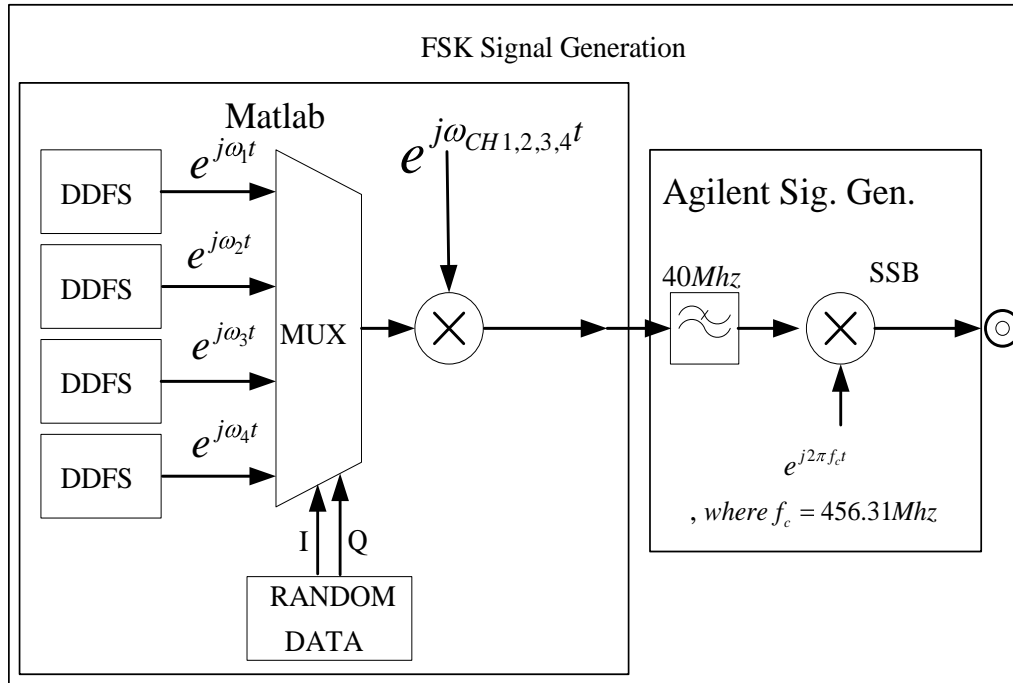 FSK Signal Generation
Matlab
DDFS
e^{jω_1t}
DDFS
e^{jω_2t}
DDFS
e^{jω_3t}
DDFS
e^{jω_4t}
MUX
e^{jω_{CH1,2,3,4}t}
I Q
RANDOM
DATA
Agilent Sig. Gen.
40Mhz
SSB
e^{j2πf_ct}
, where f_c = 456.31Mhz